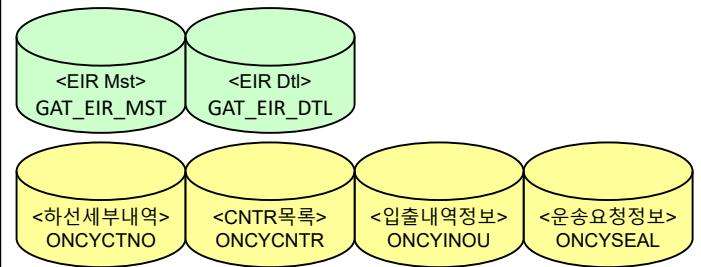 <EIR Mst>
GAT_EIR_MST
<EIR Dtl>
GAT_EIR_DTL
<하선세부내역>
ONCYCTNO
<CNTR목록>
ONCYCNTR
<입출내역정보>
ONCYINOU
<운송요청정보>
ONCYSEAL